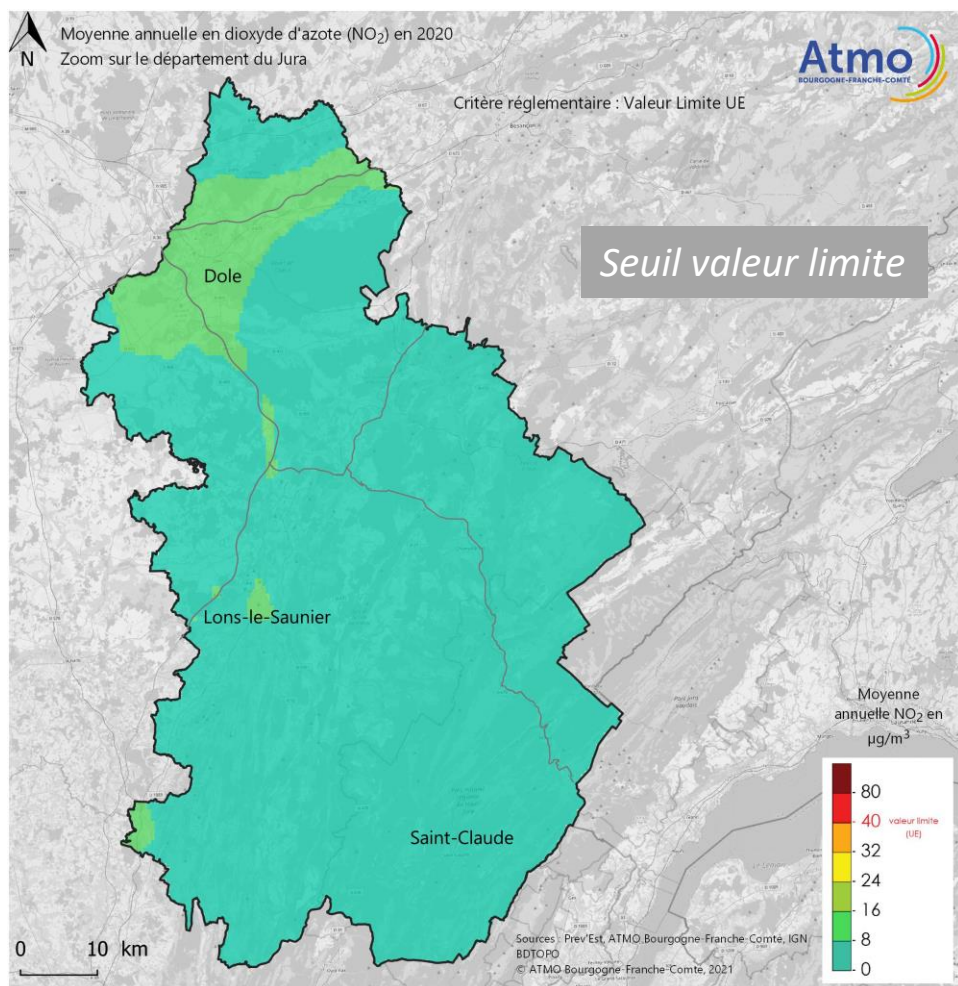 Moyenne annuelle en dioxyde d'azote (NO₂) en 2020
Zoom sur le département du Jura
N
Atmo
BOURGOGNE-FRANCHE-COMTÉ
Critère réglementaire : Valeur Limite UE
Besançon
Seuil valeur limite
Dole
Lons-le-Saunier
Saint-Claude
Moyenne
annuelle NO₂ en
µg/m³
80
40 valeur limite
(UE)
32
24
16
8
0
0 10 km
Sources : Prev'Est, ATMO Bourgogne-Franche-Comte, IGN
BDTOPO
© ATMO Bourgogne-Franche-Comte, 2021